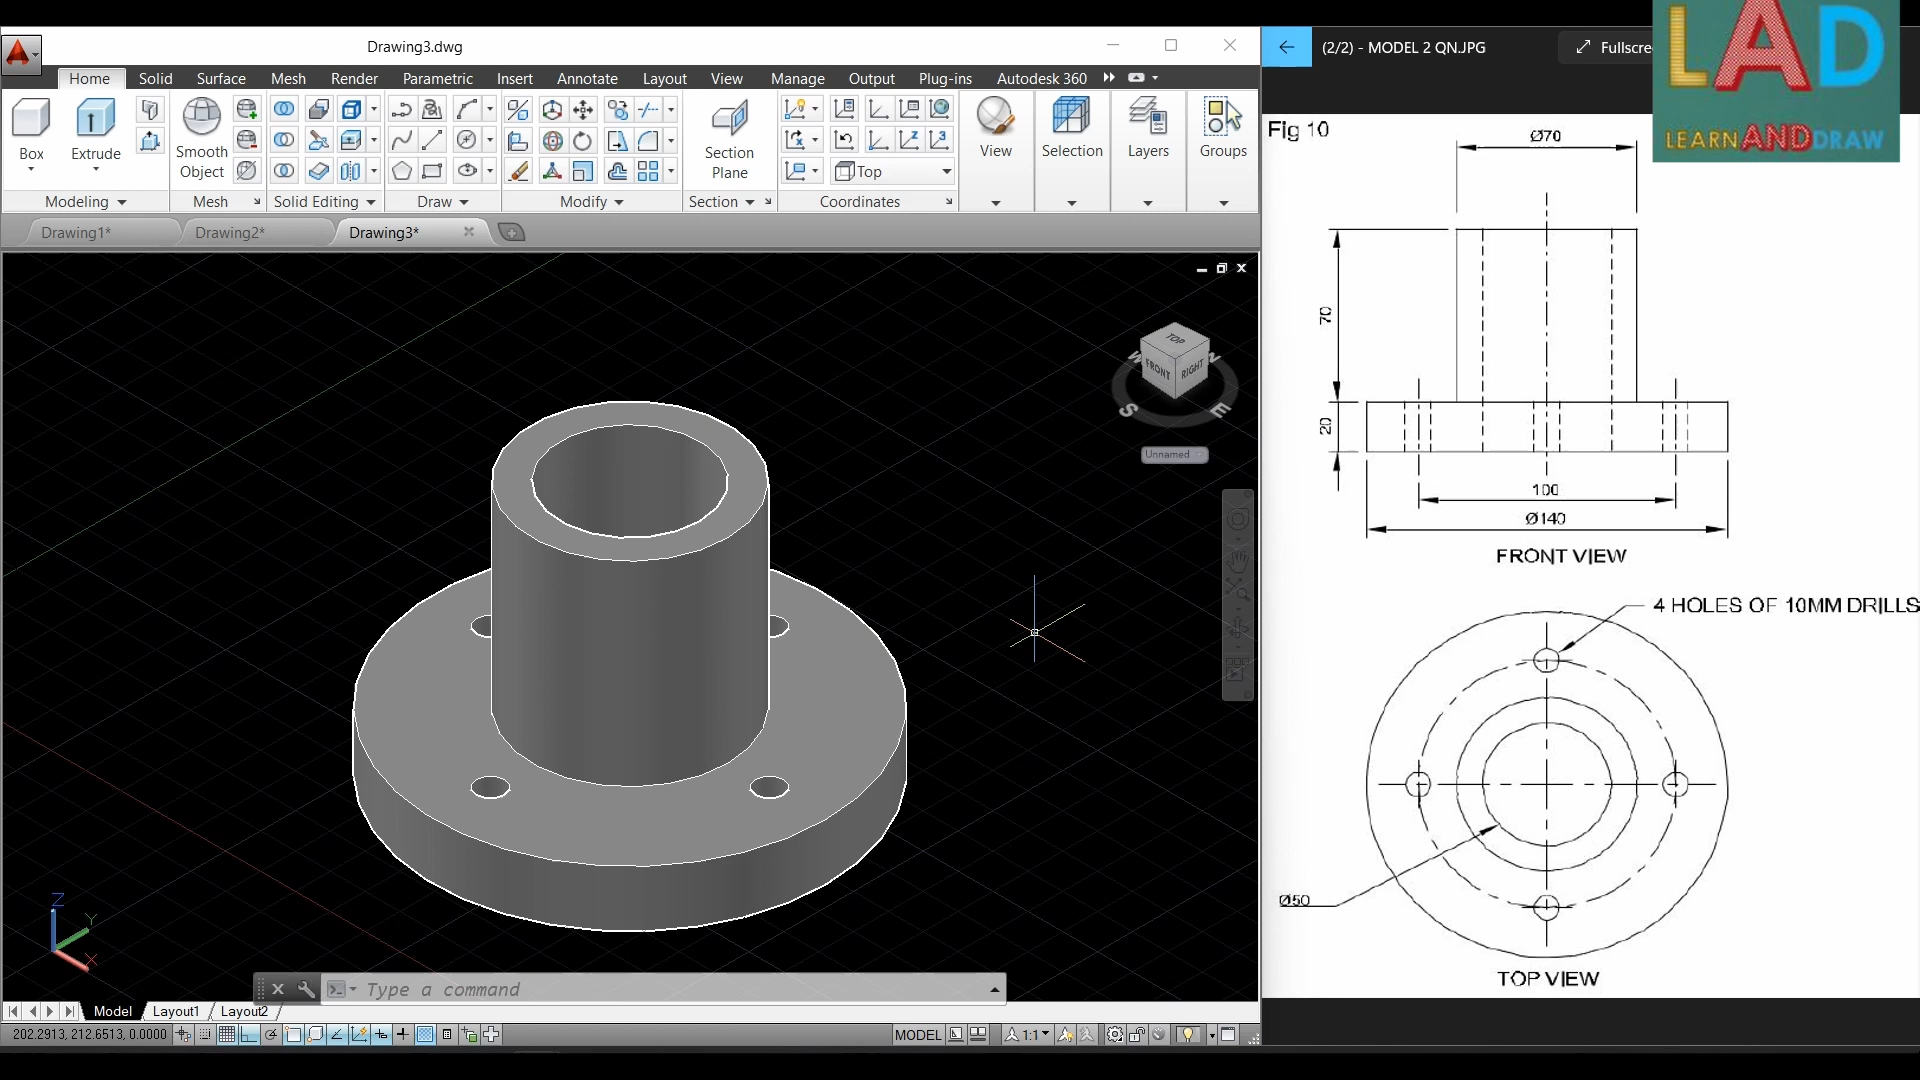 Drawing3.dwg
Home Solid Surface Mesh Render Parametric Insert Annotate Layout View Manage Output Plug-ins Autodesk 360
Box
Extrude
Smooth
Object
Section
Plane
Top
View
Selection
Layers
Groups
Modeling
Mesh
Solid Editing
Draw
Modify
Section
Coordinates
Drawing1* Drawing2* Drawing3*
TOP
FRONT
RIGHT
W
N
S
E
Unnamed
Z
Y
X
Type a command
Model Layout1 Layout2
202.2913, 212.6513, 0.0000
MODEL
1:1
(2/2) - MODEL 2 QN.JPG
Fullscre
LAD
LEARNANDDRAW
Fig 10
Ø70
70
20
100
Ø140
FRONT VIEW
4 HOLES OF 10MM DRILLS
Ø50
TOP VIEW